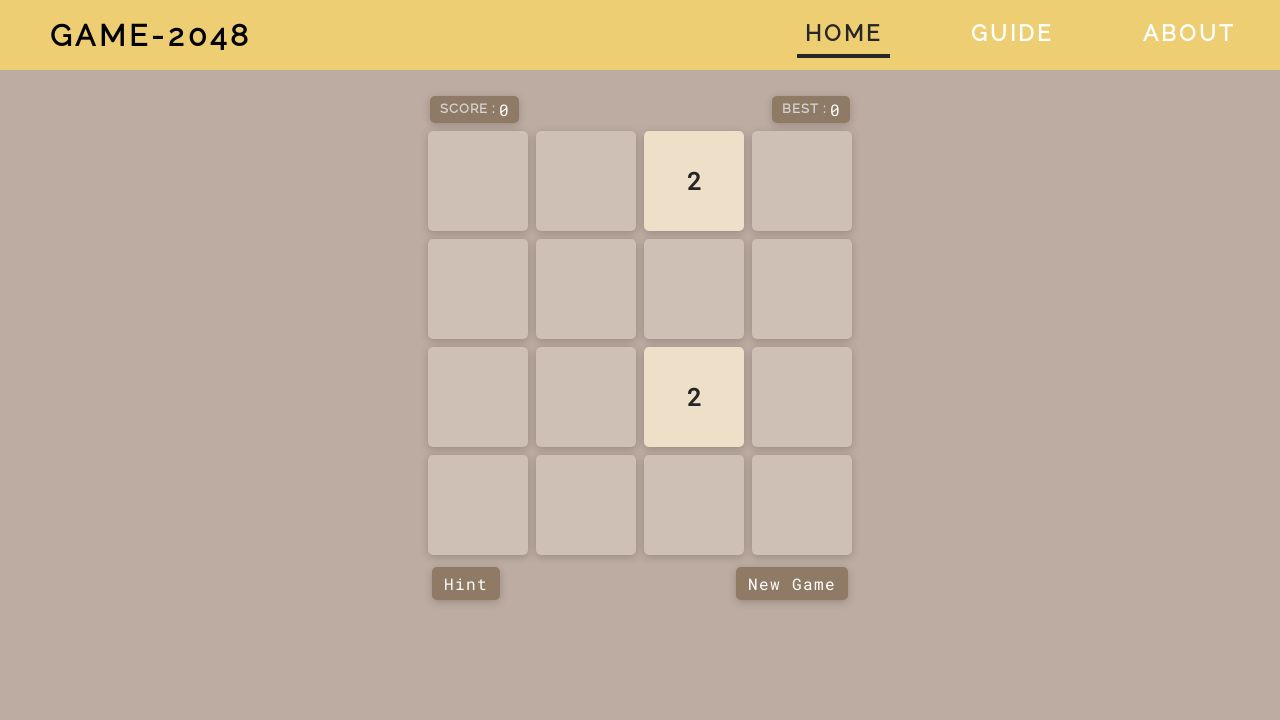 GAME-2048 HOME GUIDE ABOUT
SCORE : 0 BEST : 0
2
2
Hint New Game